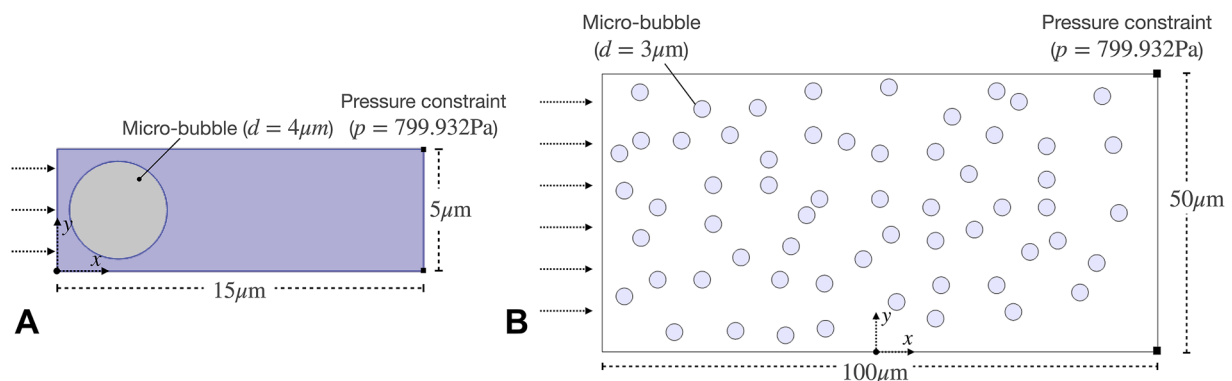 Pressure constraint
Micro-bubble (d = 4μm) (p = 799.932Pa)
y
x
5μm
15μm
A
Micro-bubble
(d = 3μm)
Pressure constraint
(p = 799.932Pa)
50μm
y
x
100μm
B